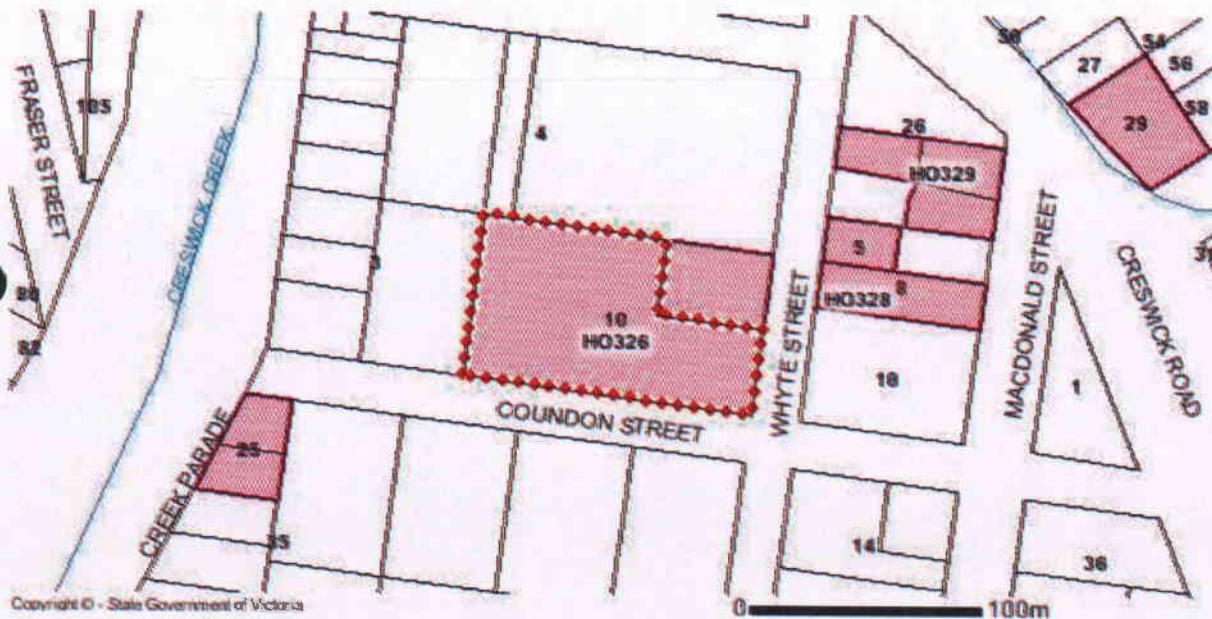 FRASER STREET
105
80
82
CRESWICK CREEK
4
3
10
HO326
COUNDON STREET
WHYTE STREET
CREEK PARADE
25
35
26
HO329
5
8
HO328
18
MACDONALD STREET
CRESWICK ROAD
1
27
54
56
58
29
14
36
Copyright © - State Government of Victoria
0
100m